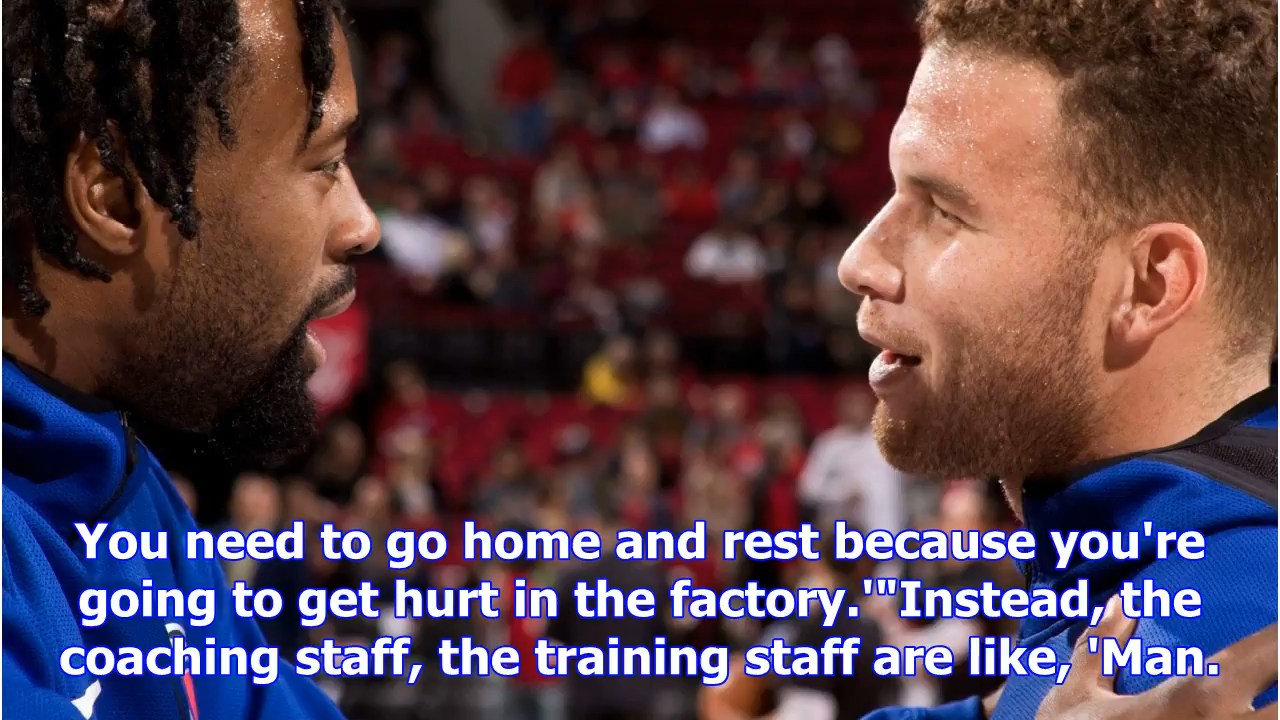 You need to go home and rest because you're
going to get hurt in the factory.'"Instead, the
coaching staff, the training staff are like, 'Man.